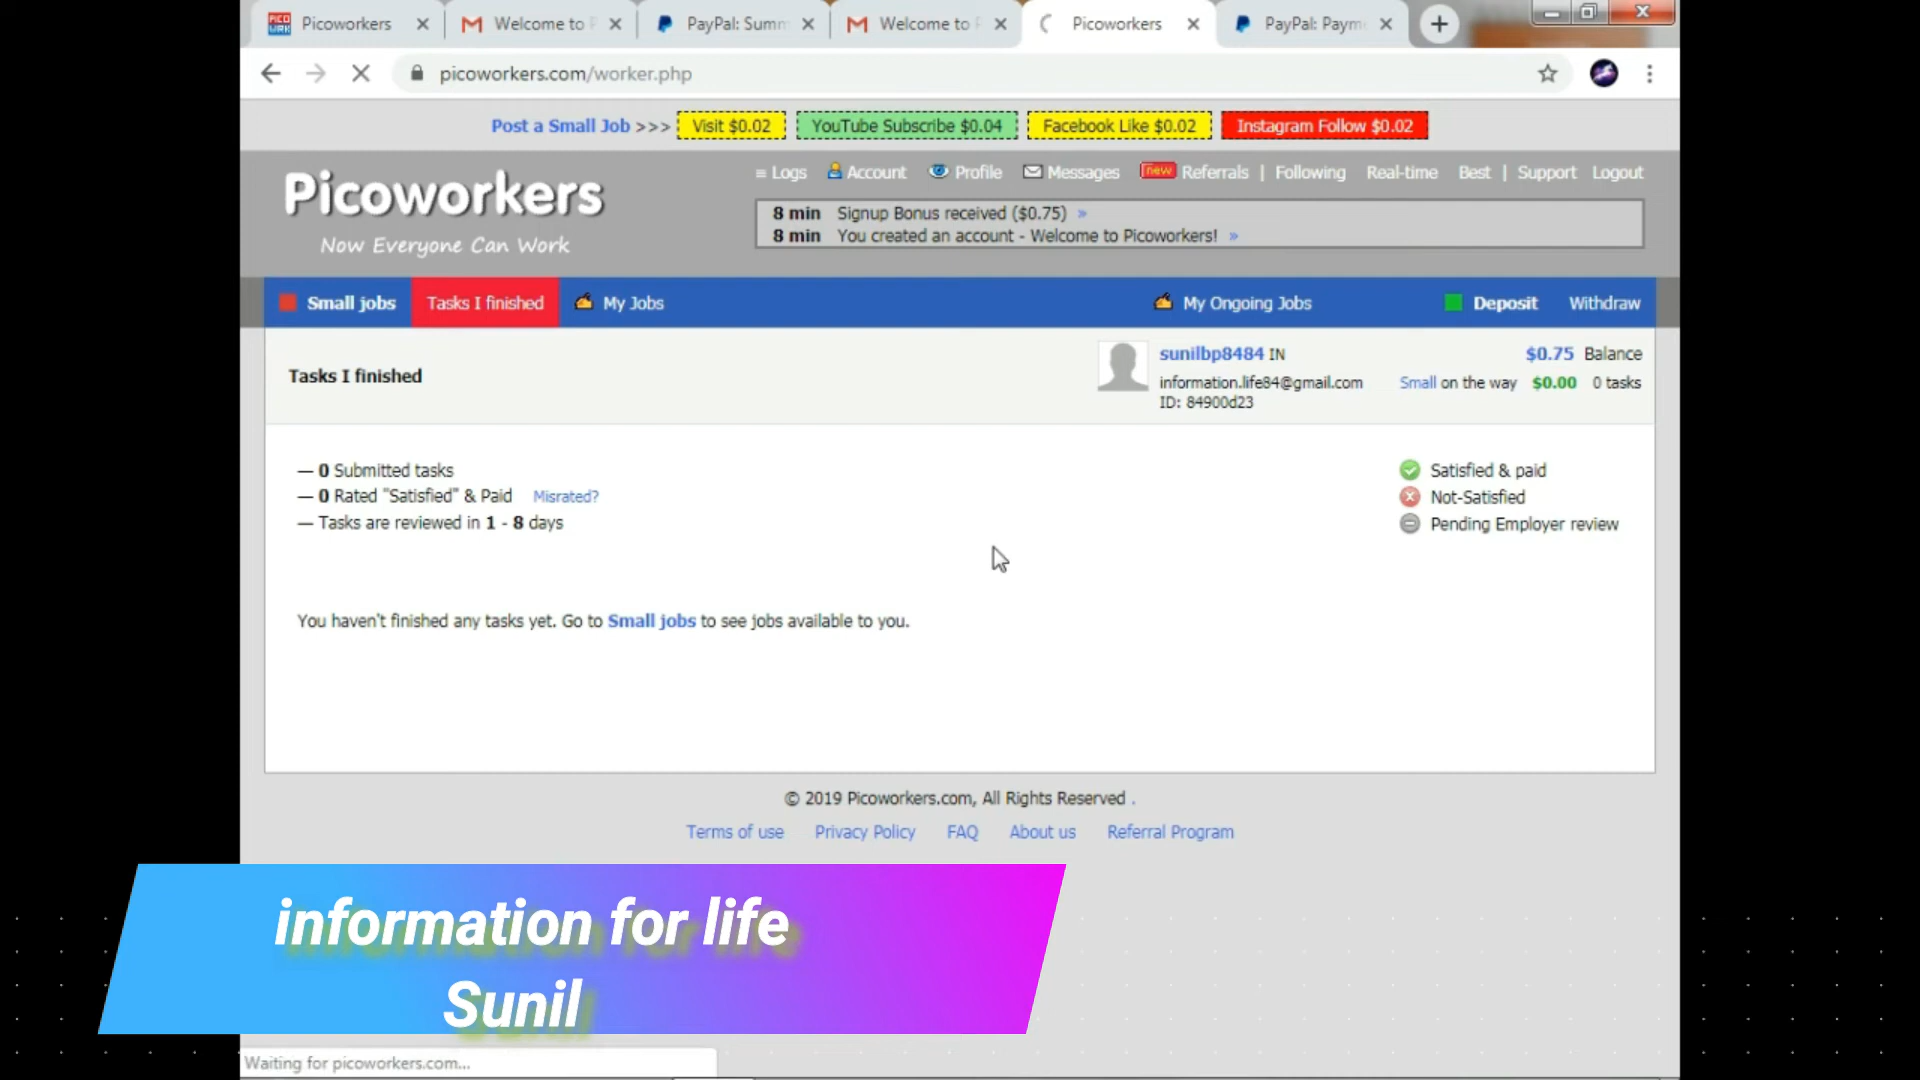 Picoworkers
Welcome to P
PayPal: Summ
Welcome to P
Picoworkers
PayPal: Payme
picoworkers.com/worker.php
Post a Small Job >>> Visit $0.02 YouTube Subscribe $0.04 Facebook Like $0.02 Instagram Follow $0.02
Picoworkers
Now Everyone Can Work
≡ Logs Account Profile Messages new Referrals | Following Real-time Best | Support Logout
8 min Signup Bonus received ($0.75) »
8 min You created an account - Welcome to Picoworkers! »
Small jobs Tasks I finished My Jobs My Ongoing Jobs Deposit Withdraw
Tasks I finished
sunilbp8484 IN
information.life84@gmail.com
ID: 84900d23
$0.75 Balance
Small on the way $0.00 0 tasks
— 0 Submitted tasks
— 0 Rated "Satisfied" & Paid Misrated?
— Tasks are reviewed in 1 - 8 days
Satisfied & paid
Not-Satisfied
Pending Employer review
You haven't finished any tasks yet. Go to Small jobs to see jobs available to you.
© 2019 Picoworkers.com, All Rights Reserved .
Terms of use Privacy Policy FAQ About us Referral Program
information for life
Sunil
Waiting for picoworkers.com...